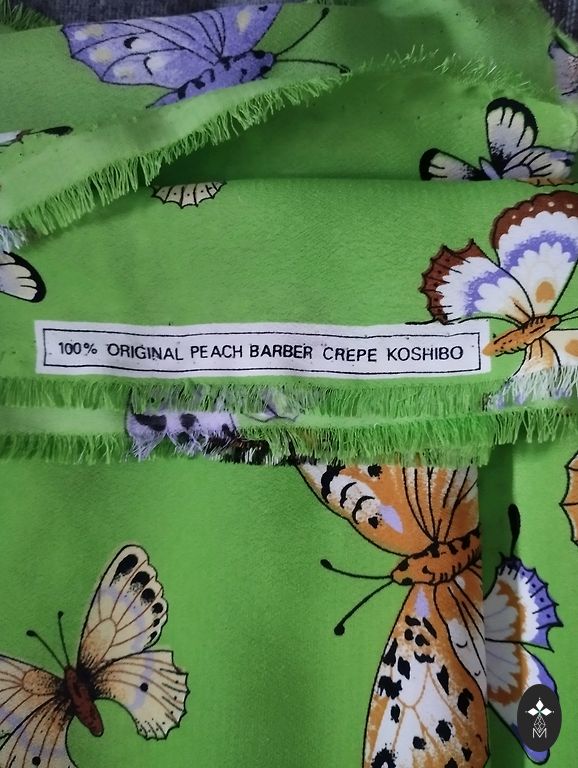 100% ORIGINAL PEACH BARBER CREPE KOSHIBO
M